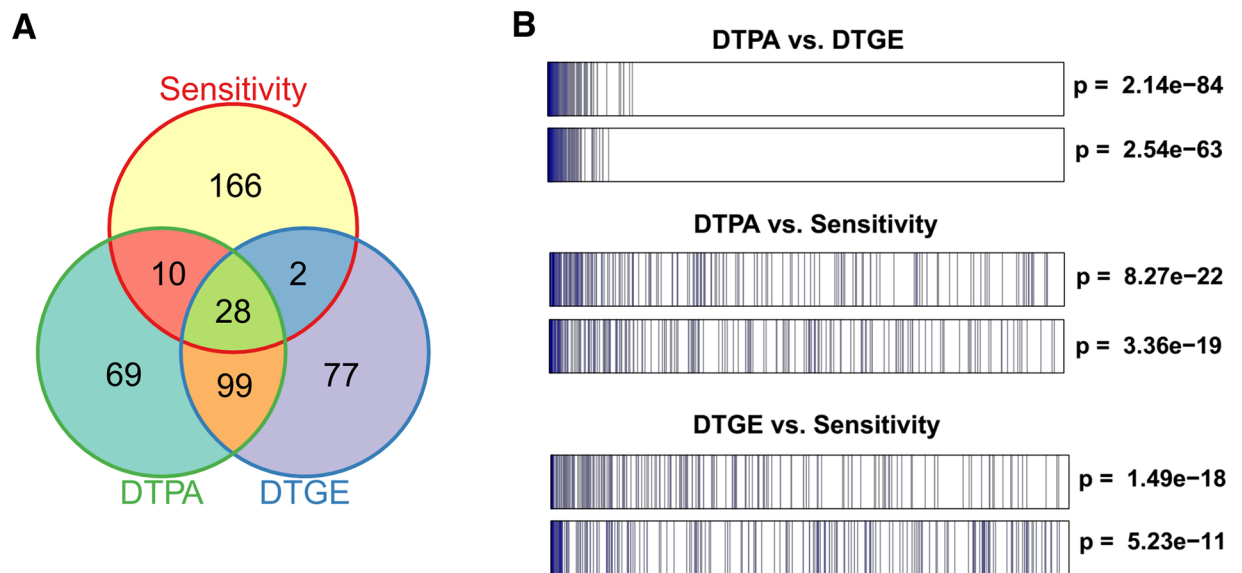 A
Sensitivity
166
10
2
28
69
99
77
DTPA
DTGE
B
DTPA vs. DTGE
p = 2.14e−84
p = 2.54e−63
DTPA vs. Sensitivity
p = 8.27e−22
p = 3.36e−19
DTGE vs. Sensitivity
p = 1.49e−18
p = 5.23e−11